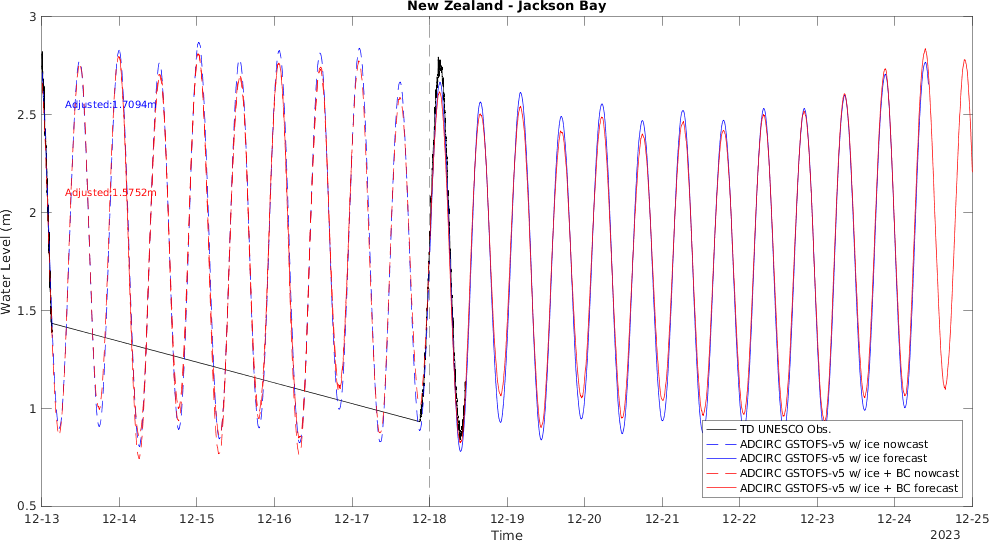 New Zealand - Jackson Bay
3
2.5
2
1.5
1
0.5
Water Level (m)
Adjusted:1.7094m
Adjusted:1.5752m
TD UNESCO Obs.
ADCIRC GSTOFS-v5 w/ ice nowcast
ADCIRC GSTOFS-v5 w/ ice forecast
ADCIRC GSTOFS-v5 w/ ice + BC nowcast
ADCIRC GSTOFS-v5 w/ ice + BC forecast
12-13 12-14 12-15 12-16 12-17 12-18 12-19 12-20 12-21 12-22 12-23 12-24 12-25
Time
2023